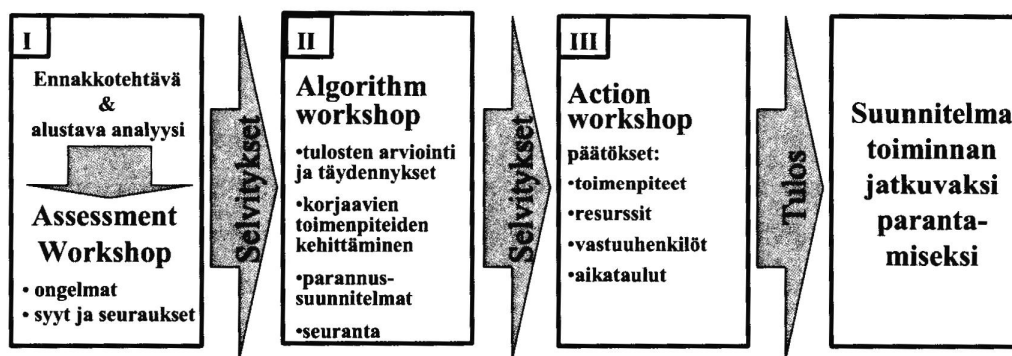 I
Ennakkotehtävä
&
alustava analyysi
Assessment
Workshop
• ongelmat
• syyt ja seuraukset
Selvitykset
II
Algorithm
workshop
•tulosten arviointi
ja täydennykset
•korjaavien
toimenpiteiden
kehittäminen
•parannus-
suunnitelmat
•seuranta
Selvitykset
III
Action
workshop
päätökset:
•toimenpiteet
•resurssit
•vastuuhenkilöt
•aikataulut
Tulos
Suunnitelma
toiminnan
jatkuvaksi
paranta-
miseksi